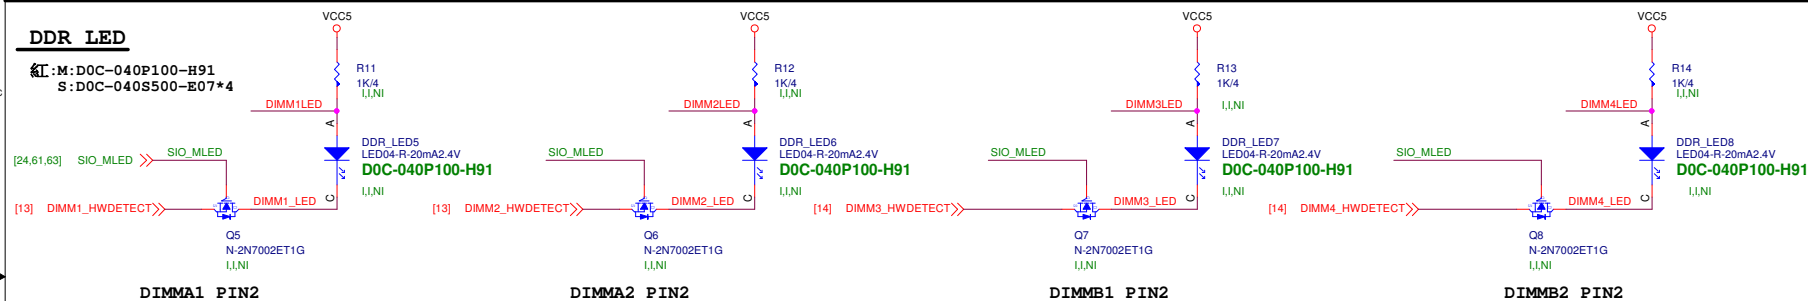 DDR LED
紅:M:D0C-040P100-H91
S:D0C-040S500-E07*4
VCC5
R11
1K/4
I,I,NI
DIMM1LED
A
DDR_LED5
LED04-R-20mA2.4V
D0C-040P100-H91
I,I,NI
C
[24,61,63] SIO_MLED
SIO_MLED
[13] DIMM1_HWDETECT
DIMM1_LED
Q5
N-2N7002ET1G
I,I,NI
DIMMA1 PIN2
VCC5
R12
1K/4
I,I,NI
DIMM2LED
A
DDR_LED6
LED04-R-20mA2.4V
D0C-040P100-H91
I,I,NI
C
SIO_MLED
[13] DIMM2_HWDETECT
DIMM2_LED
Q6
N-2N7002ET1G
I,I,NI
DIMMA2 PIN2
VCC5
R13
1K/4
I,I,NI
DIMM3LED
A
DDR_LED7
LED04-R-20mA2.4V
D0C-040P100-H91
I,I,NI
C
SIO_MLED
[14] DIMM3_HWDETECT
DIMM3_LED
Q7
N-2N7002ET1G
I,I,NI
DIMMB1 PIN2
VCC5
R14
1K/4
I,I,NI
DIMM4LED
A
DDR_LED8
LED04-R-20mA2.4V
D0C-040P100-H91
I,I,NI
C
SIO_MLED
[14] DIMM4_HWDETECT
DIMM4_LED
Q8
N-2N7002ET1G
I,I,NI
DIMMB2 PIN2